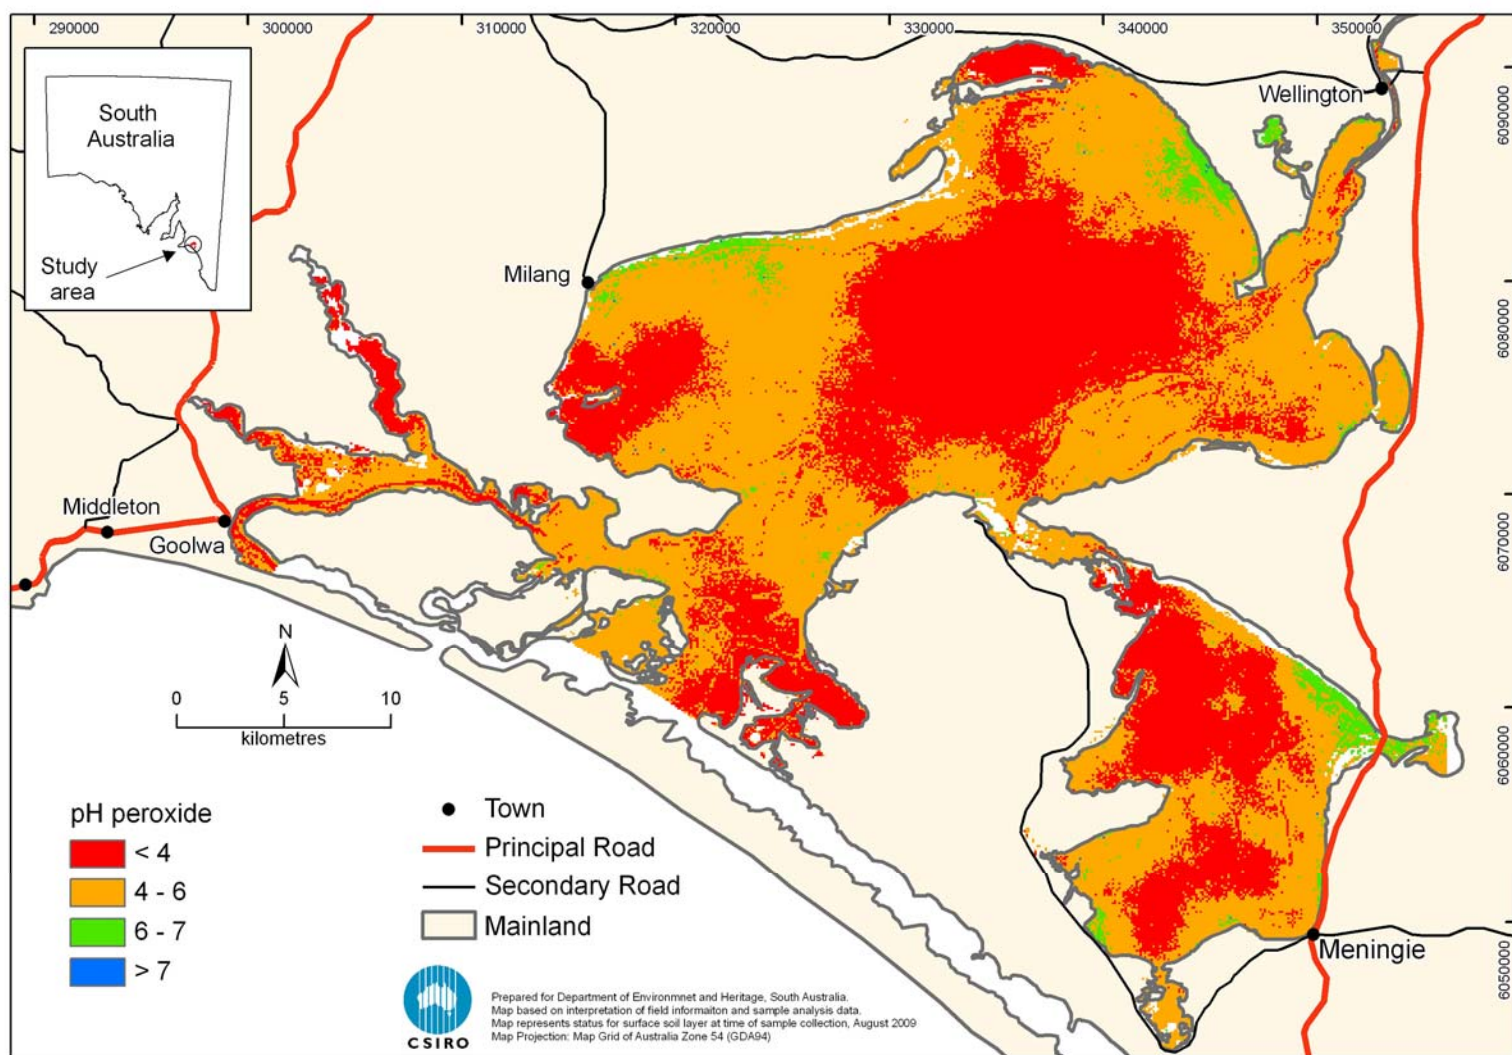 290000
300000
310000
320000
330000
340000
350000
South
Australia
Study
area
Wellington
6090000
Milang
6080000
Middleton
Goolwa
6070000
N
0 5 10
kilometres
6060000
pH peroxide
< 4
4 - 6
6 - 7
> 7
Town
Principal Road
Secondary Road
Mainland
Meningie
6050000
CSIRO
Prepared for Department of Environmnet and Heritage, South Australia.
Map based on interpretation of field informaiton and sample analysis data.
Map represents status for surface soil layer at time of sample collection, August 2009
Map Projection: Map Grid of Australia Zone 54 (GDA94)